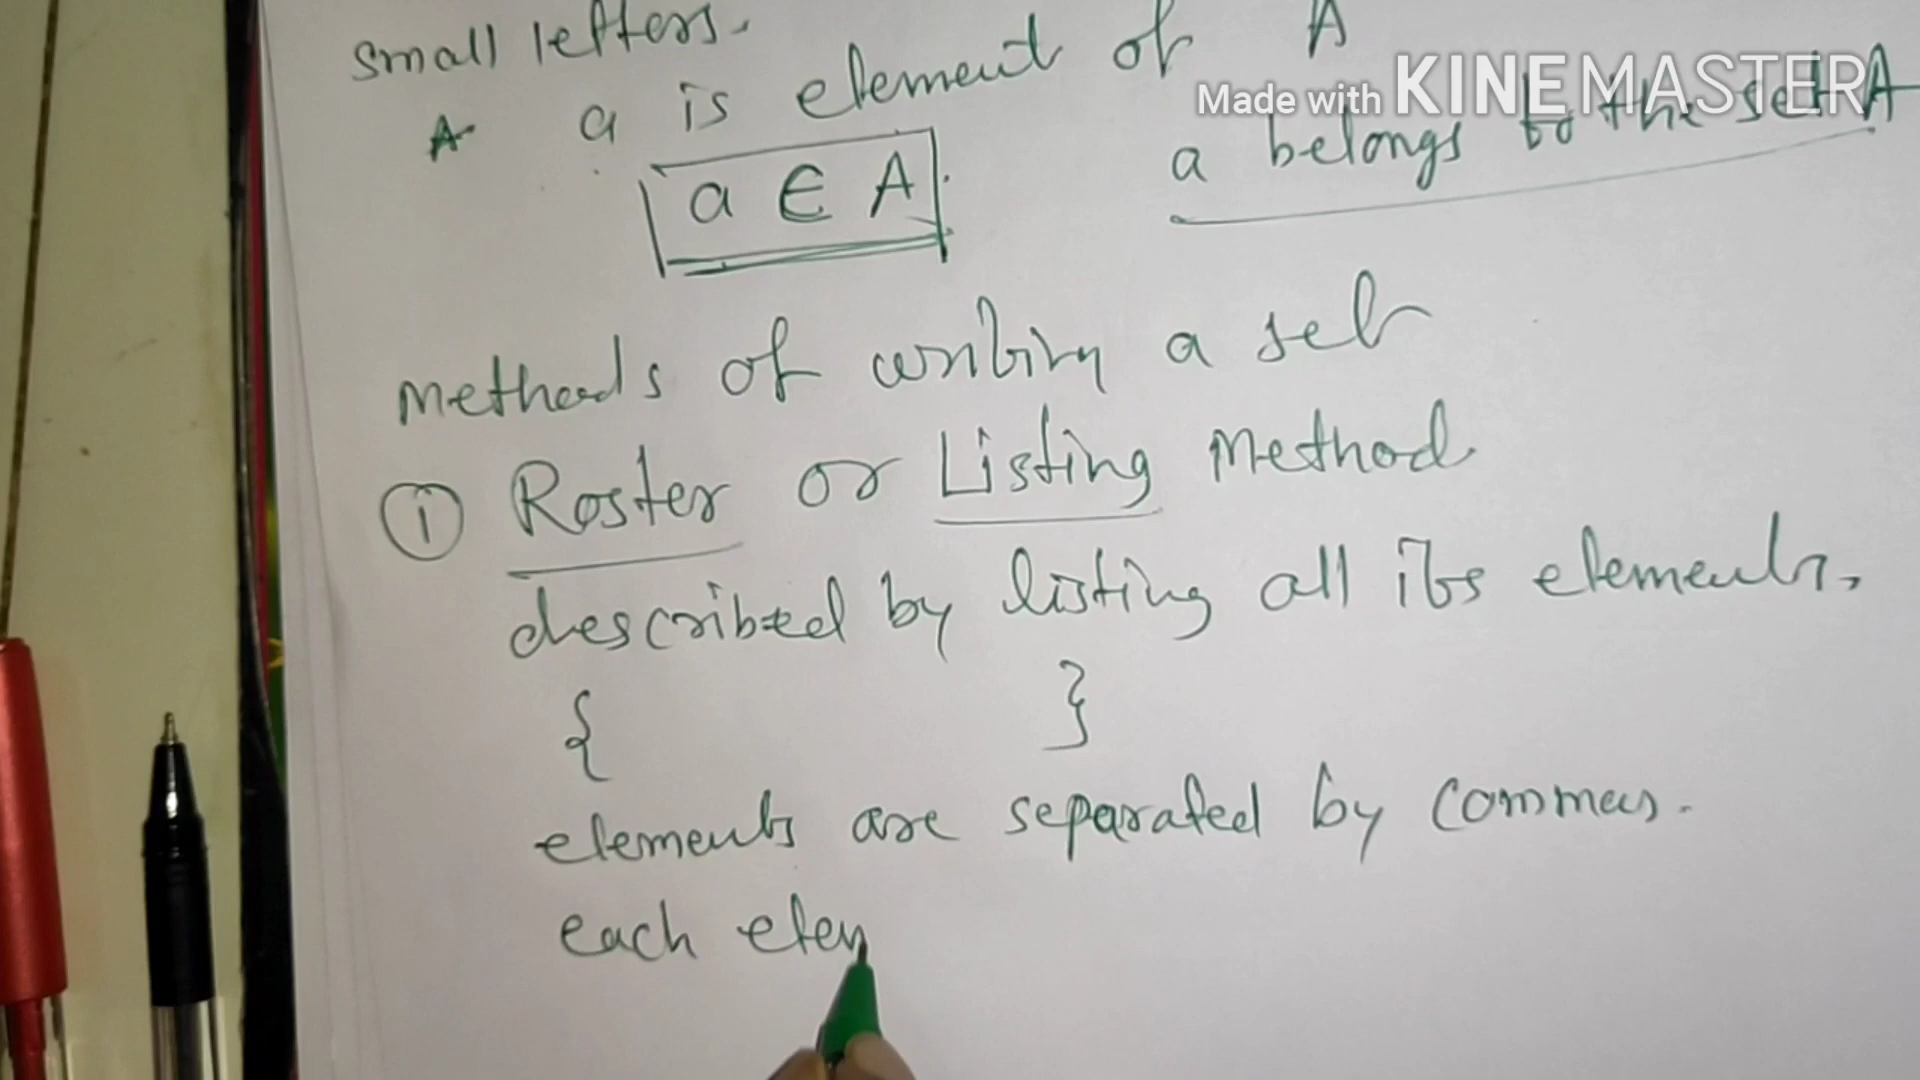 small letters.
A a is element of A
Made with KINEMASTER
a ∈ A
a belongs to the set A
methods of writing a set
(i) Roster or Listing Method
described by listing all its elements.
{ }
elements are separated by commas.
each elem